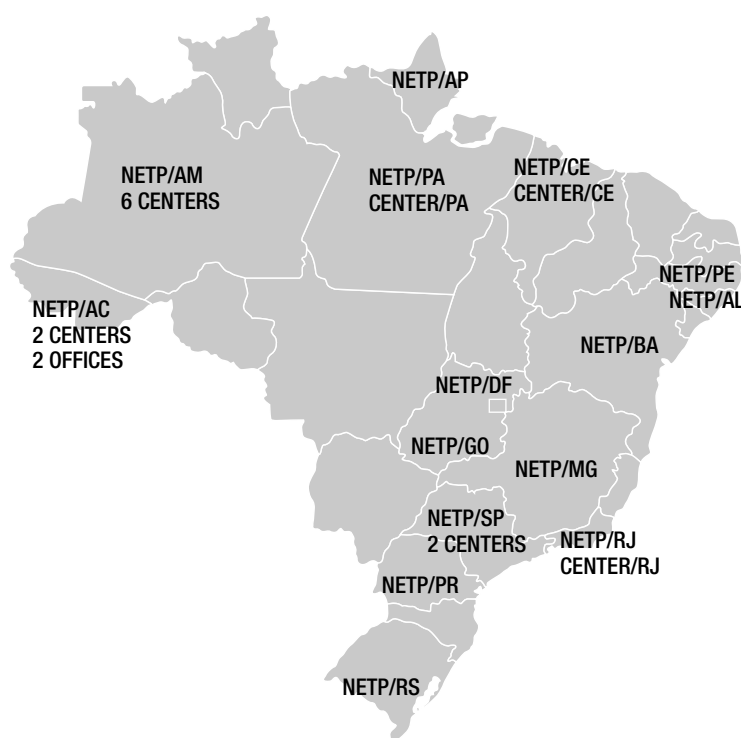 NETP/AP
NETP/AM
6 CENTERS
NETP/PA
CENTER/PA
NETP/CE
CENTER/CE
NETP/PE
NETP/AL
NETP/AC
2 CENTERS
2 OFFICES
NETP/BA
NETP/DF
NETP/GO
NETP/MG
NETP/SP
2 CENTERS
NETP/RJ
CENTER/RJ
NETP/PR
NETP/RS